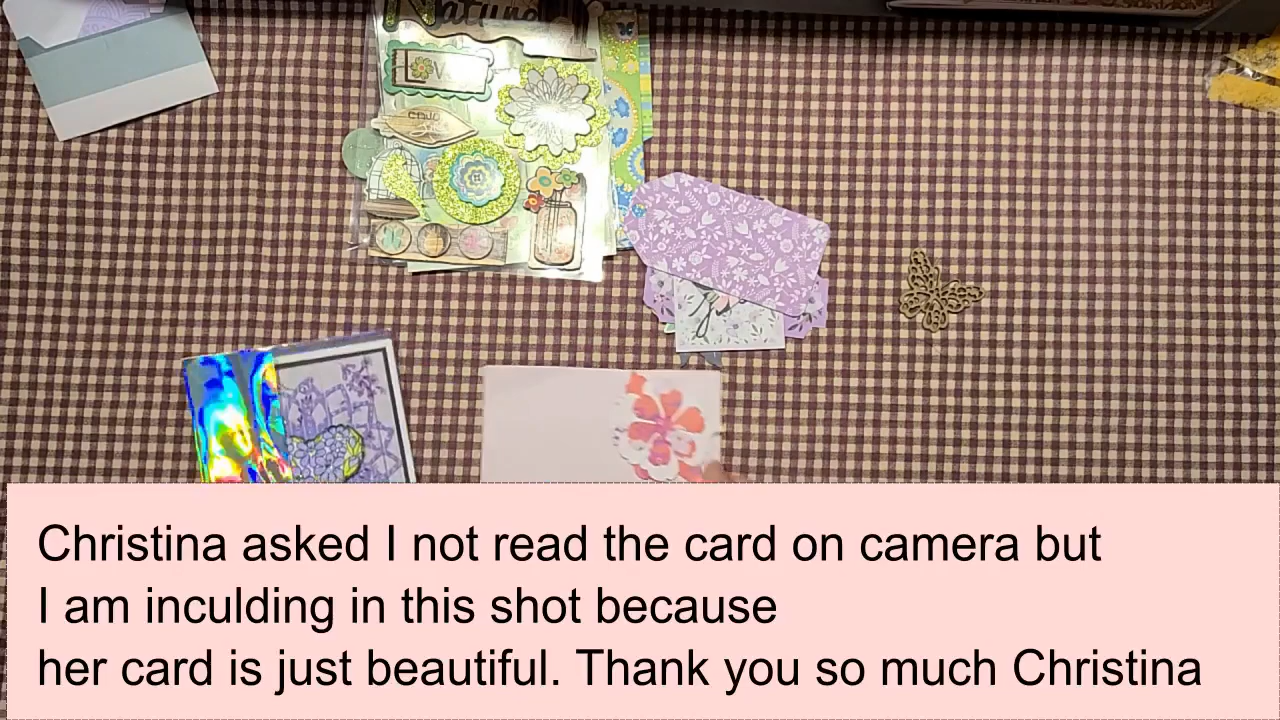 Natural
Christina asked I not read the card on camera but
I am inculding in this shot because
her card is just beautiful. Thank you so much Christina